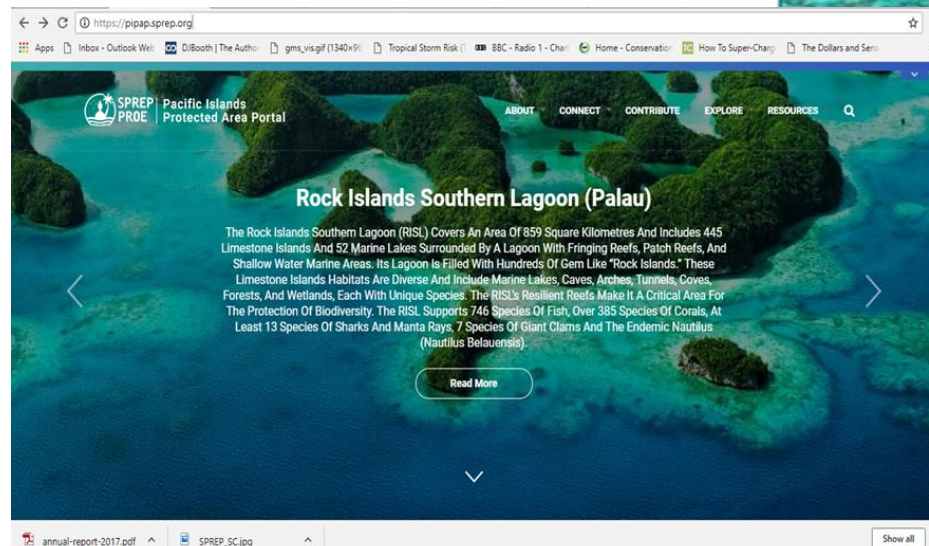 https://pipap.sprep.org
Apps Inbox - Outlook Web DJBooth | The Autho gms_vis.gif (1340×96 Tropical Storm Risk ( BBC - Radio 1 - Char Home - Conservation TC How To Super-Charg The Dollars and Sens
SPREP Pacific Islands
PROE Protected Area Portal
ABOUT CONNECT CONTRIBUTE EXPLORE RESOURCES
Rock Islands Southern Lagoon (Palau)
The Rock Islands Southern Lagoon (RISL) Covers An Area Of 859 Square Kilometres And Includes 445
Limestone Islands And 52 Marine Lakes Surrounded By A Lagoon With Fringing Reefs, Patch Reefs, And
Shallow Water Marine Areas. Its Lagoon Is Filled With Hundreds Of Gem Like "Rock Islands." These
Limestone Islands Habitats Are Diverse And Include Marine Lakes, Caves, Arches, Tunnels, Coves,
Forests, And Wetlands, Each With Unique Species. The RISL's Resilient Reefs Make It A Critical Area For
The Protection Of Biodiversity. The RISL Supports 746 Species Of Fish, Over 385 Species Of Corals, At
Least 13 Species Of Sharks And Manta Rays, 7 Species Of Giant Clams And The Endemic Nautilus
(Nautilus Belauensis).
Read More
annual-report-2017.pdf SPREP_SC.jpg Show all